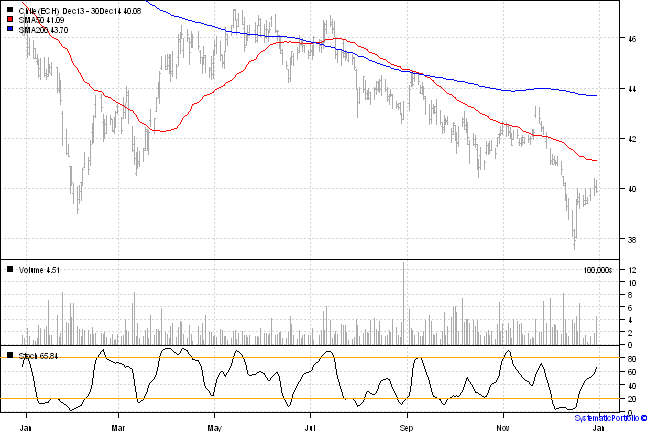 Chile (ECH) Dec13 - 30Dec14 40.08
SMA50 41.09
SMA200 43.70
46
44
42
40
38
Volume 4.51
100,000s
12
10
8
6
4
2
0
Stoch 65.84
80
60
40
20
0
Jan Mar May Jul Sep Nov Jan
SystematicPortfolio ©